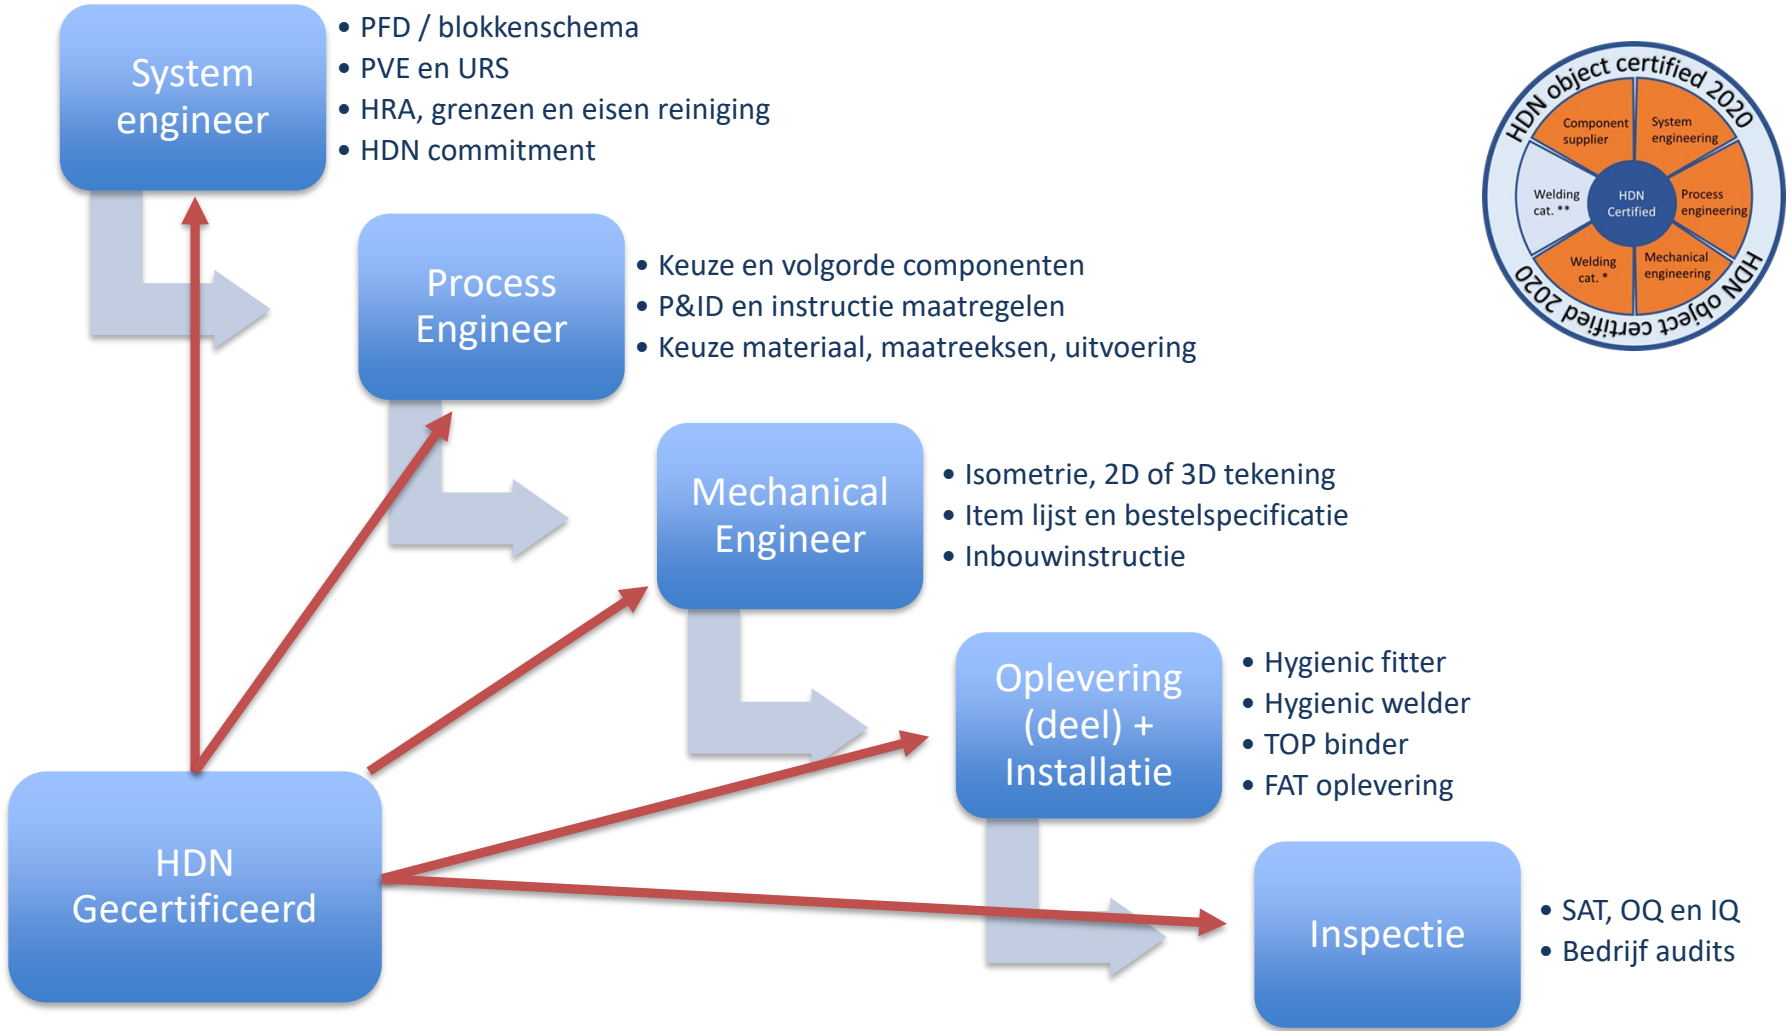 System
engineer
• PFD / blokkenschema
• PVE en URS
• HRA, grenzen en eisen reiniging
• HDN commitment
HDN object certified 2020
Component
supplier
System
engineering
Welding
cat. **
HDN
Certified
Process
engineering
Welding
cat. *
Mechanical
engineering
HDN object certified 2020
Process
Engineer
• Keuze en volgorde componenten
• P&ID en instructie maatregelen
• Keuze materiaal, maatreeksen, uitvoering
Mechanical
Engineer
• Isometrie, 2D of 3D tekening
• Item lijst en bestelspecificatie
• Inbouwinstructie
Oplevering
(deel) +
Installatie
• Hygienic fitter
• Hygienic welder
• TOP binder
• FAT oplevering
HDN
Gecertificeerd
Inspectie
• SAT, OQ en IQ
• Bedrijf audits